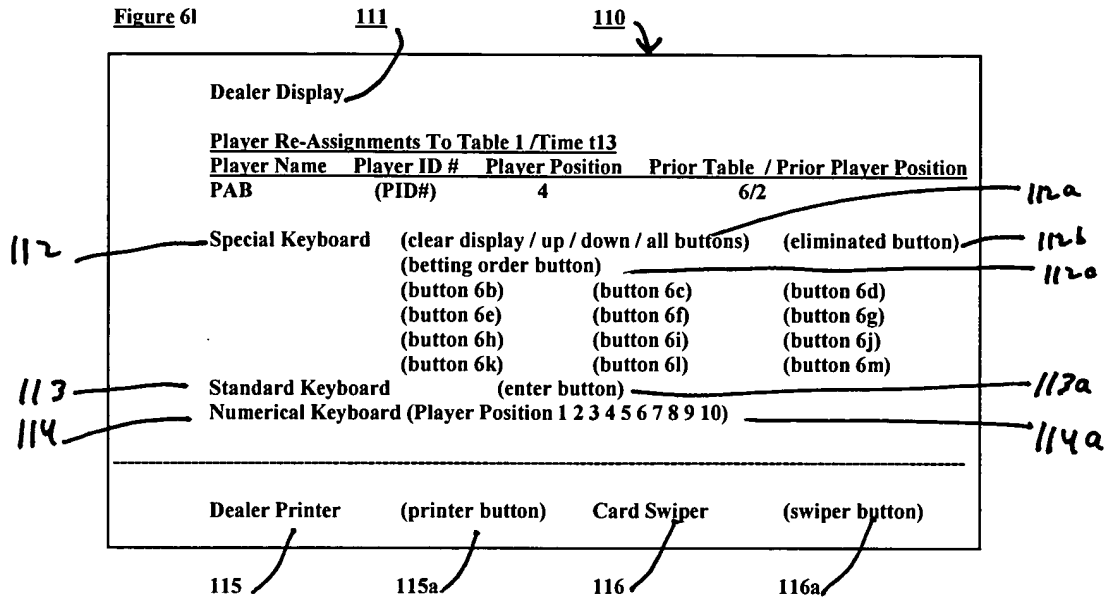 Figure 6l 111 110
Dealer Display
Player Re-Assignments To Table 1 /Time t13
Player Name Player ID # Player Position Prior Table / Prior Player Position
PAB (PID#) 4 6/2
112a
112 Special Keyboard (clear display / up / down / all buttons) (eliminated button) 112b
(betting order button) 112o
(button 6b) (button 6c) (button 6d)
(button 6e) (button 6f) (button 6g)
(button 6h) (button 6i) (button 6j)
(button 6k) (button 6l) (button 6m)
113 Standard Keyboard (enter button) 113a
114 Numerical Keyboard (Player Position 1 2 3 4 5 6 7 8 9 10) 114a
Dealer Printer (printer button) Card Swiper (swiper button)
115 115a 116 116a